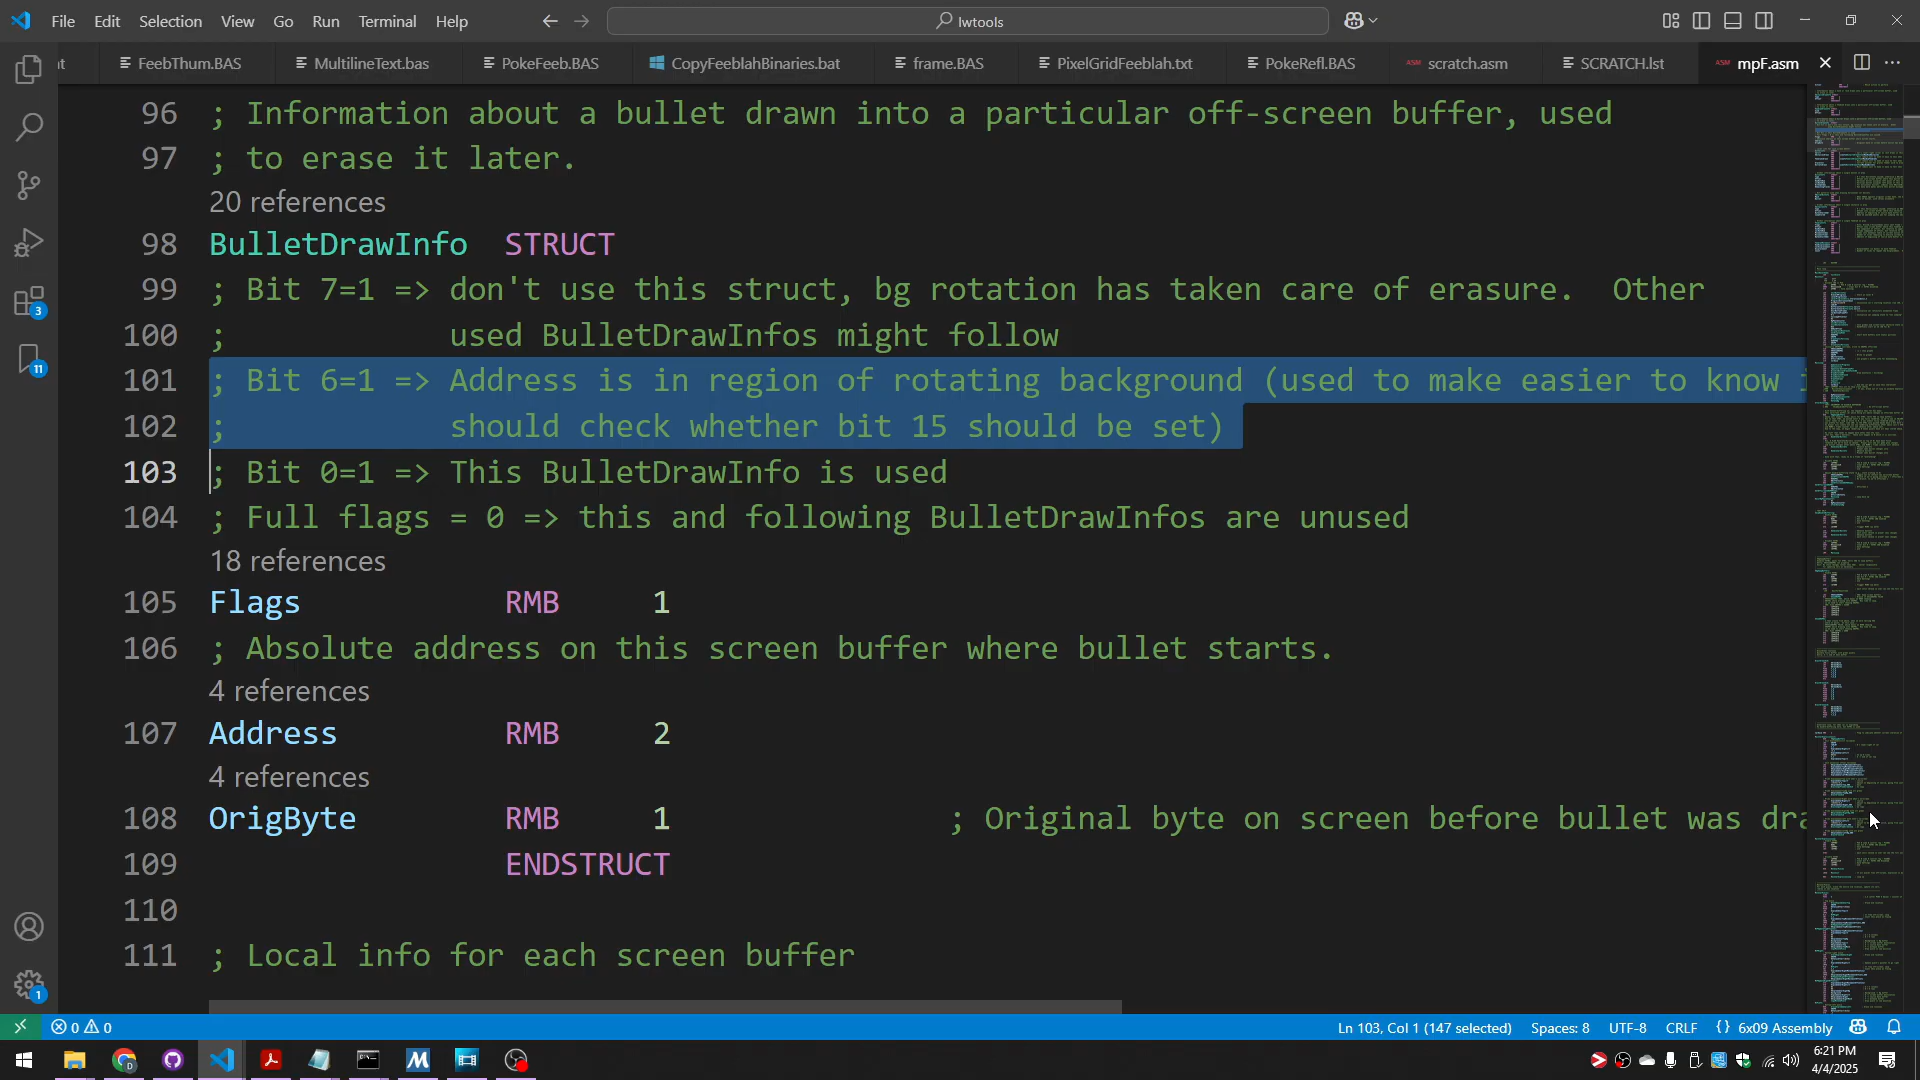 File Edit Selection View Go Run Terminal Help
lwtools
FeebThum.BAS MultilineText.bas PokeFeeb.BAS CopyFeeblahBinaries.bat frame.BAS PixelGridFeeblah.txt PokeRefl.BAS ASM scratch.asm SCRATCH.lst ASM mpF.asm
96 ; Information about a bullet drawn into a particular off-screen buffer, used
97 ; to erase it later.
20 references
98 BulletDrawInfo STRUCT
99 ; Bit 7=1 => don't use this struct, bg rotation has taken care of erasure. Other
100 ; used BulletDrawInfos might follow
101 ; Bit 6=1 => Address is in region of rotating background (used to make easier to know
102 ; should check whether bit 15 should be set)
103 ; Bit 0=1 => This BulletDrawInfo is used
104 ; Full flags = 0 => this and following BulletDrawInfos are unused
18 references
105 Flags RMB 1
106 ; Absolute address on this screen buffer where bullet starts.
4 references
107 Address RMB 2
4 references
108 OrigByte RMB 1 ; Original byte on screen before bullet was
109 ENDSTRUCT
110
111 ; Local info for each screen buffer
3
11
1
0 0 Ln 103, Col 1 (147 selected) Spaces: 8 UTF-8 CRLF {} 6x09 Assembly
6:21 PM
4/4/2025